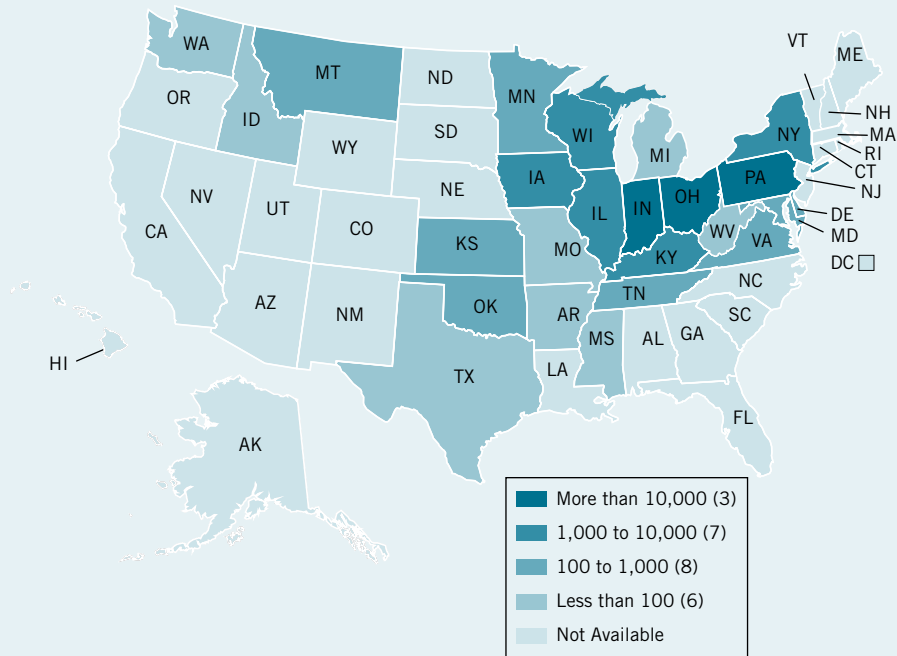 WA
MT
ND
MN
VT
ME
OR
ID
SD
WI
NY
NH
MA
WY
MI
RI
CT
NE
IA
PA
NJ
NV
UT
IL
IN
OH
DE
CA
CO
KS
MO
WV
VA
MD
KY
DC
AZ
NM
OK
TN
NC
AR
SC
MS
AL
GA
HI
TX
LA
FL
AK
More than 10,000 (3)
1,000 to 10,000 (7)
100 to 1,000 (8)
Less than 100 (6)
Not Available